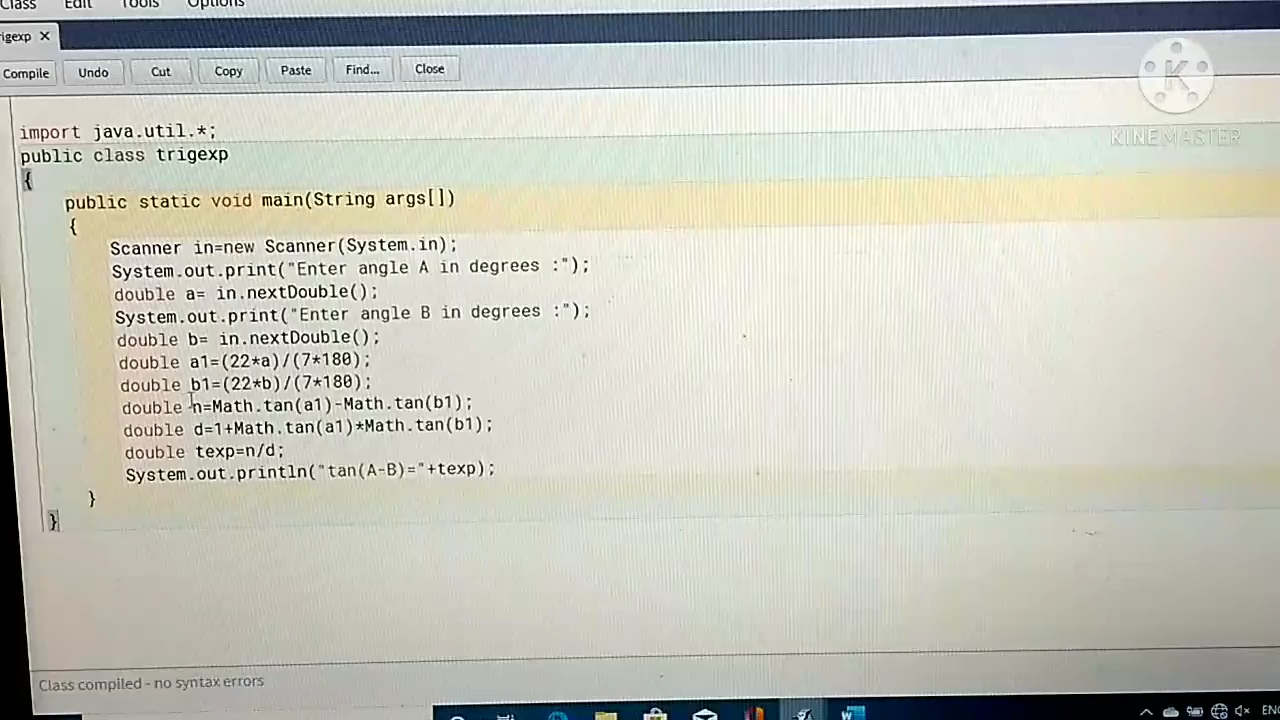 Class Edit Tools Options
rigexp X
Compile Undo Cut Copy Paste Find... Close
K
KINEMASTER
import java.util.*;
public class trigexp
{
public static void main(String args[])
{
Scanner in=new Scanner(System.in);
System.out.print("Enter angle A in degrees :");
double a= in.nextDouble();
System.out.print("Enter angle B in degrees :");
double b= in.nextDouble();
double a1=(22*a)/(7*180);
double b1=(22*b)/(7*180);
double n=Math.tan(a1)-Math.tan(b1);
double d=1+Math.tan(a1)*Math.tan(b1);
double texp=n/d;
System.out.println("tan(A-B)="+texp);
}
}
Class compiled - no syntax errors
W ENG